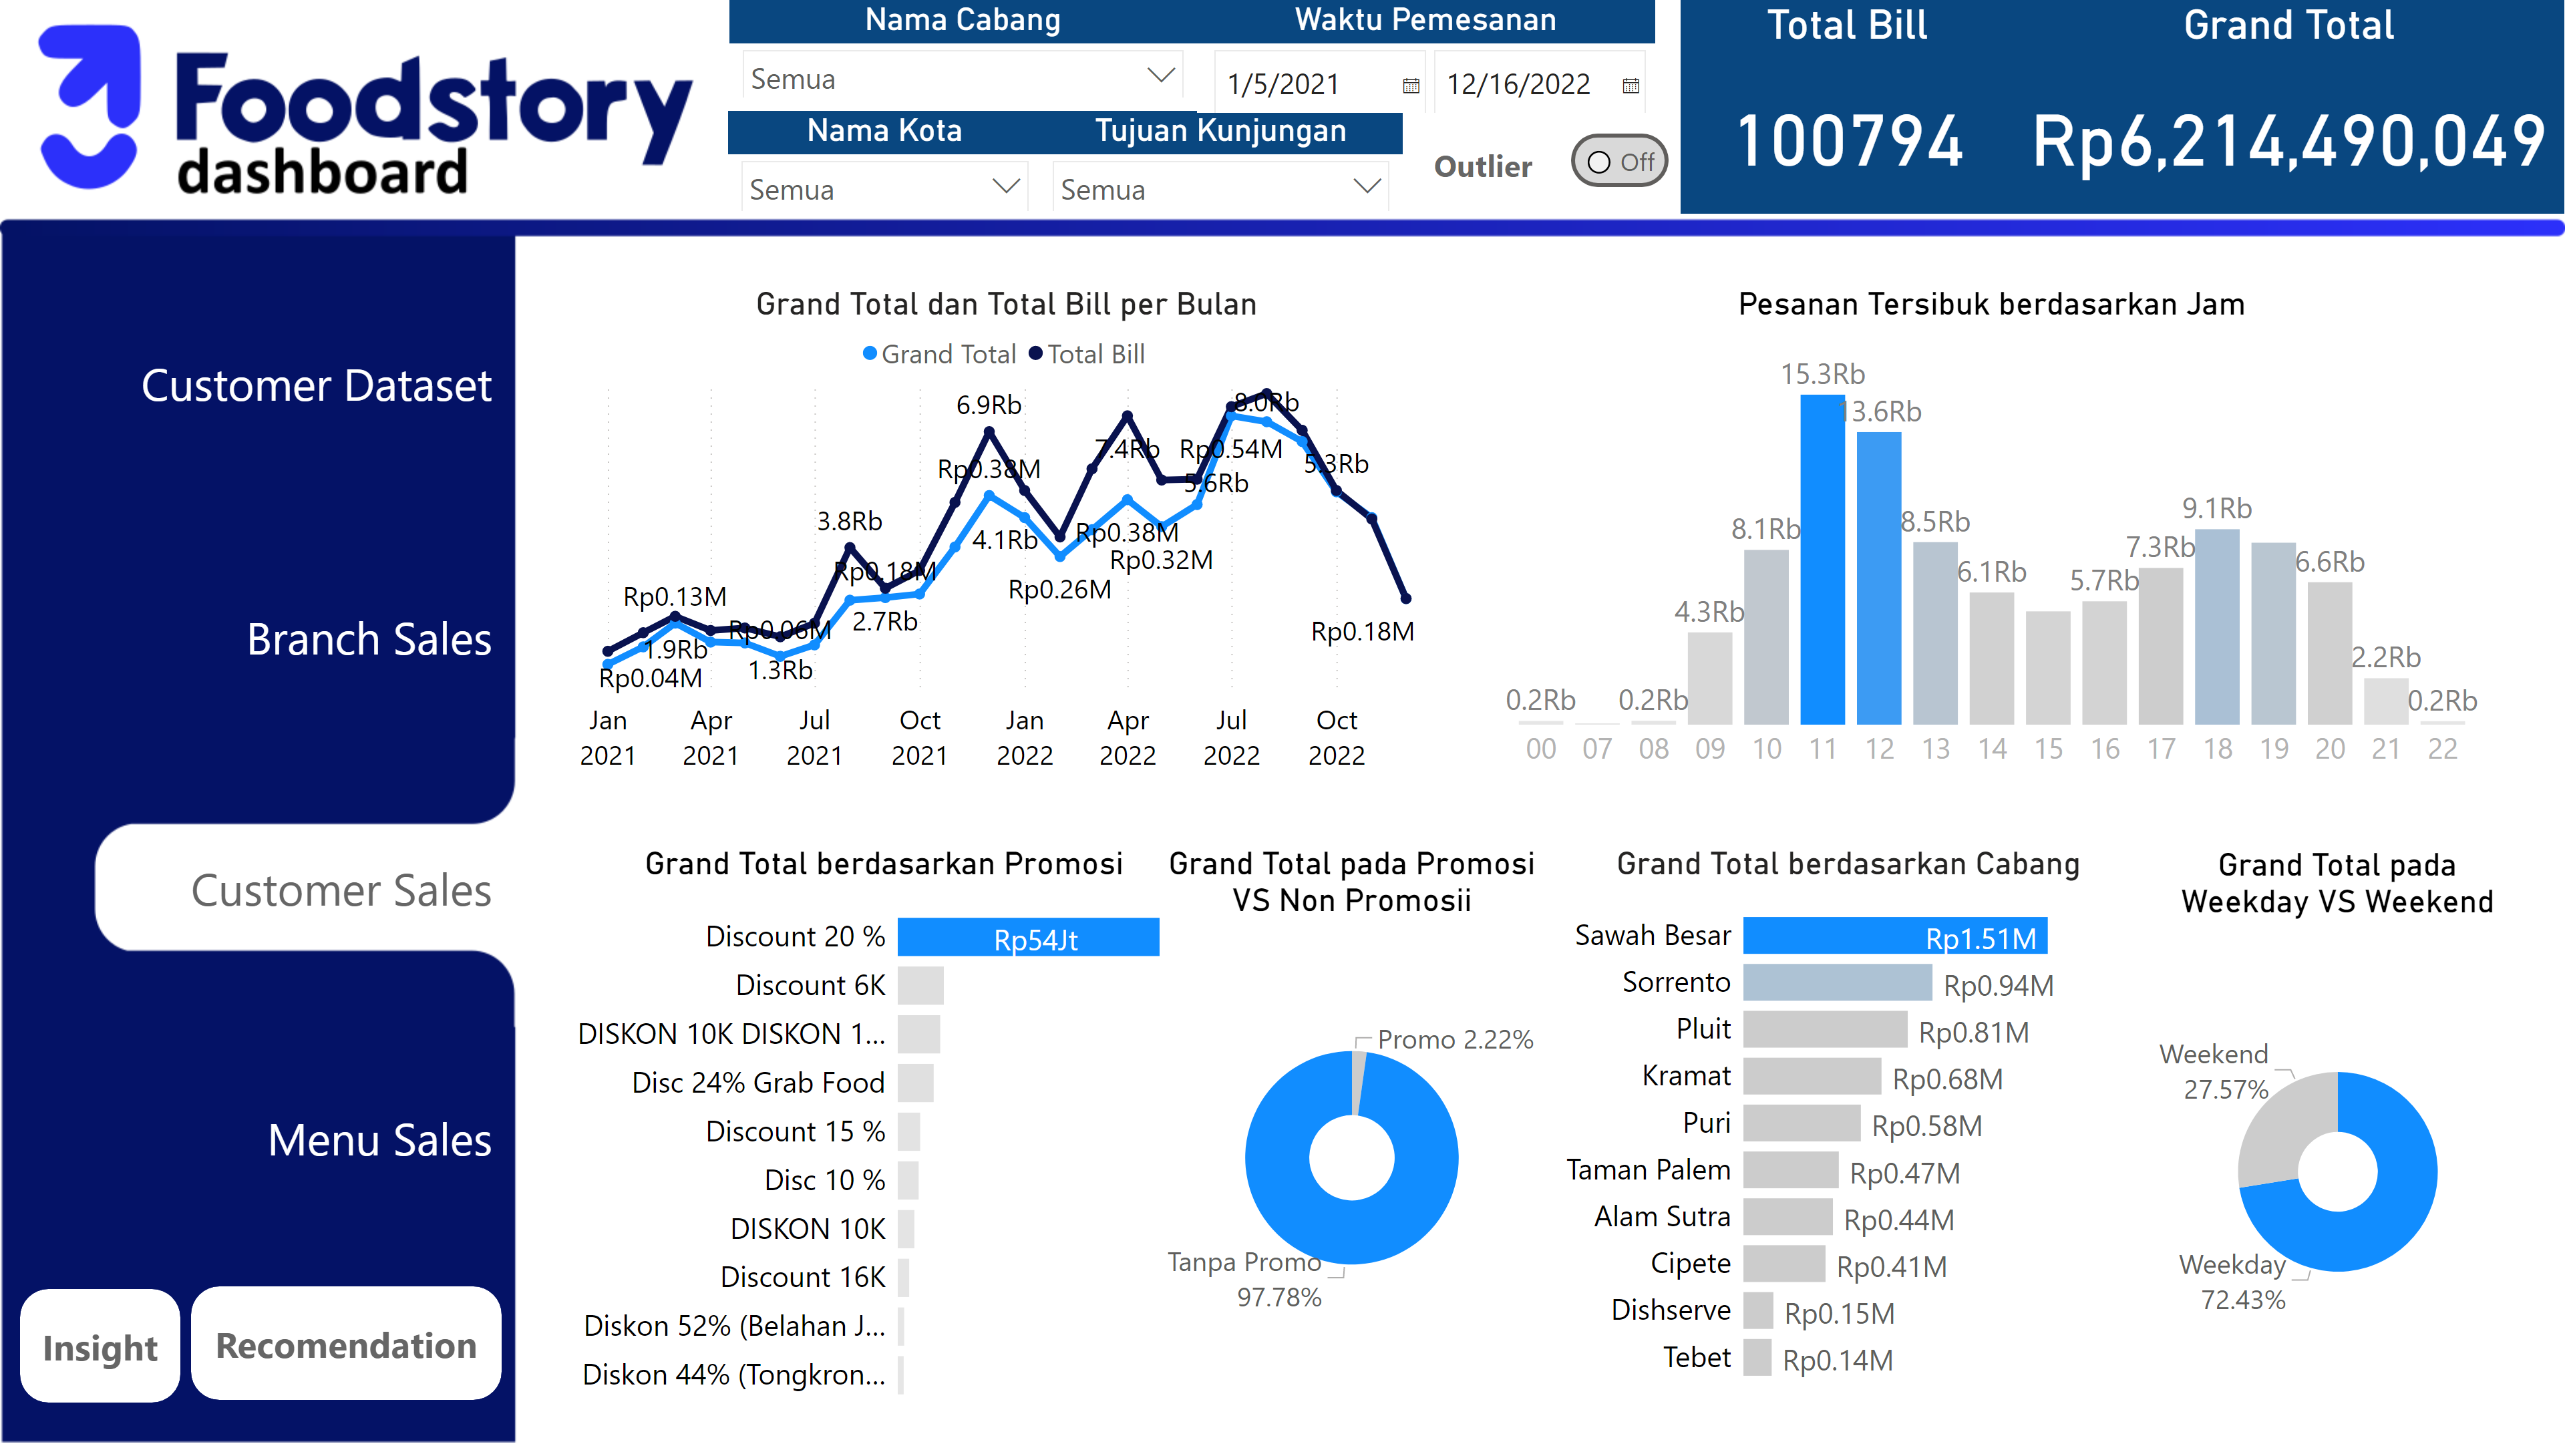 Foodstory
dashboard
Nama Cabang
Semua
Waktu Pemesanan
1/5/2021
12/16/2022
Nama Kota
Semua
Tujuan Kunjungan
Semua
Outlier
Off
Total Bill
100794
Grand Total
Rp6,214,490,049
Customer Dataset
Branch Sales
Customer Sales
Menu Sales
Insight
Recomendation
Grand Total dan Total Bill per Bulan
Grand Total
Total Bill
6.9Rb
8.0Rb
7.4Rb
Rp0.54M
Rp0.38M
5.6Rb
5.3Rb
3.8Rb
4.1Rb
Rp0.38M
Rp0.32M
Rp0.18M
Rp0.26M
Rp0.13M
Rp0.06M
2.7Rb
Rp0.18M
1.9Rb
1.3Rb
Rp0.04M
Jan
2021
Apr
2021
Jul
2021
Oct
2021
Jan
2022
Apr
2022
Jul
2022
Oct
2022
Pesanan Tersibuk berdasarkan Jam
0.2Rb
0.2Rb
4.3Rb
8.1Rb
15.3Rb
13.6Rb
8.5Rb
6.1Rb
5.7Rb
7.3Rb
9.1Rb
6.6Rb
2.2Rb
0.2Rb
00 07 08 09 10 11 12 13 14 15 16 17 18 19 20 21 22
Grand Total berdasarkan Promosi
Discount 20 %
Rp54Jt
Discount 6K
DISKON 10K DISKON 1...
Disc 24% Grab Food
Discount 15 %
Disc 10 %
DISKON 10K
Discount 16K
Diskon 52% (Belahan J...
Diskon 44% (Tongkron...
Grand Total pada Promosi
VS Non Promosii
Promo 2.22%
Tanpa Promo
97.78%
Grand Total berdasarkan Cabang
Sawah Besar Rp1.51M
Sorrento Rp0.94M
Pluit Rp0.81M
Kramat Rp0.68M
Puri Rp0.58M
Taman Palem Rp0.47M
Alam Sutra Rp0.44M
Cipete Rp0.41M
Dishserve Rp0.15M
Tebet Rp0.14M
Grand Total pada
Weekday VS Weekend
Weekend
27.57%
Weekday
72.43%